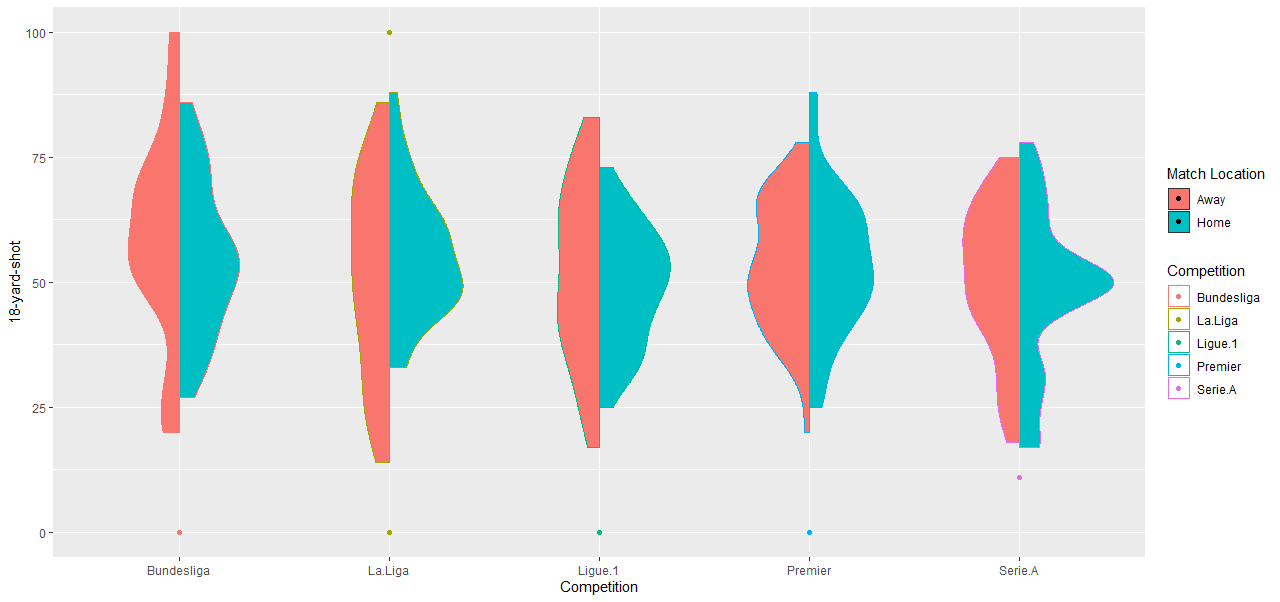 18-yard-shot
100
75
50
25
0
Bundesliga La.Liga Ligue.1 Premier Serie.A
Competition
Match Location
Away
Home
Competition
Bundesliga
La.Liga
Ligue.1
Premier
Serie.A